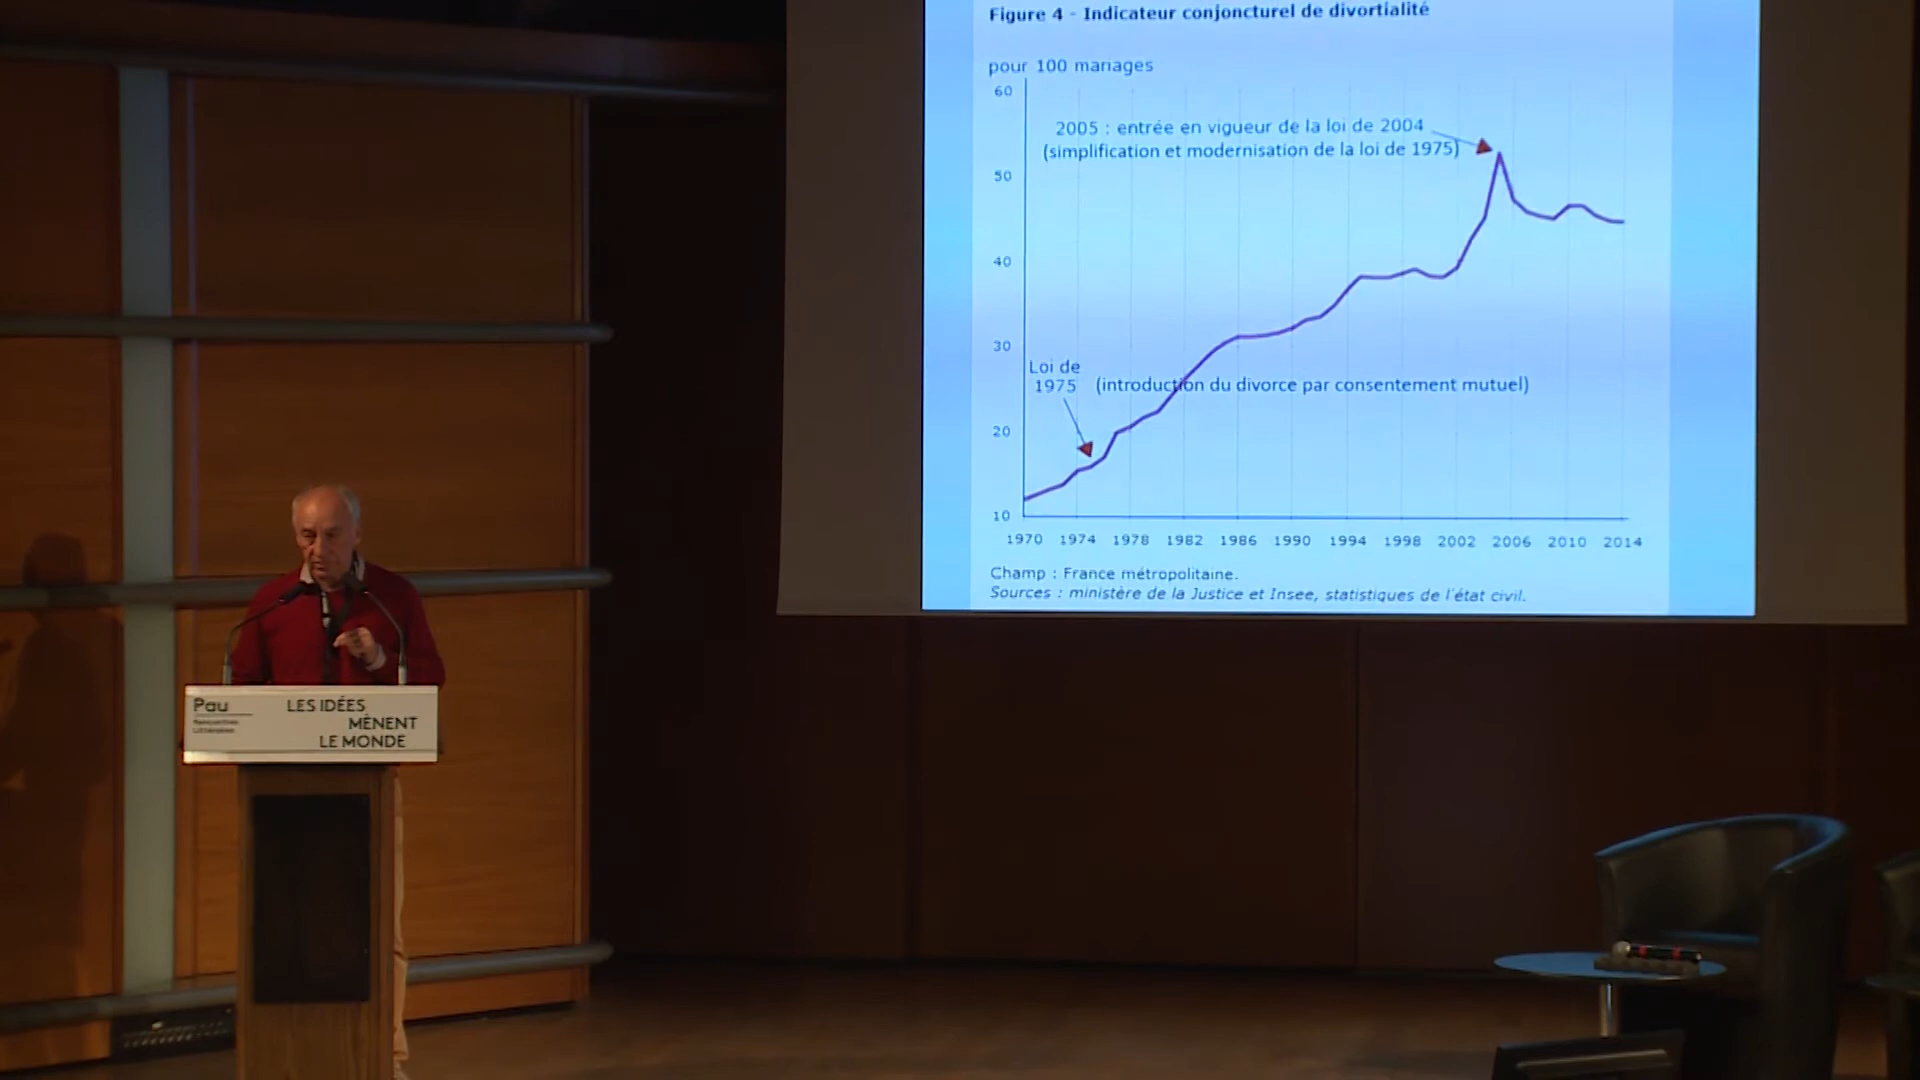 Figure 4 - Indicateur conjoncturel de divortialité
pour 100 mariages
60
2005 : entrée en vigueur de la loi de 2004
(simplification et modernisation de la loi de 1975)
50
40
30
Loi de
1975 (introduction du divorce par consentement mutuel)
20
10
1970 1974 1978 1982 1986 1990 1994 1998 2002 2006 2010 2014
Champ : France métropolitaine.
Sources : ministère de la Justice et Insee, statistiques de l'état civil.
Pau
Rencontres
Littéraires
LES IDÉES
MÈNENT
LE MONDE